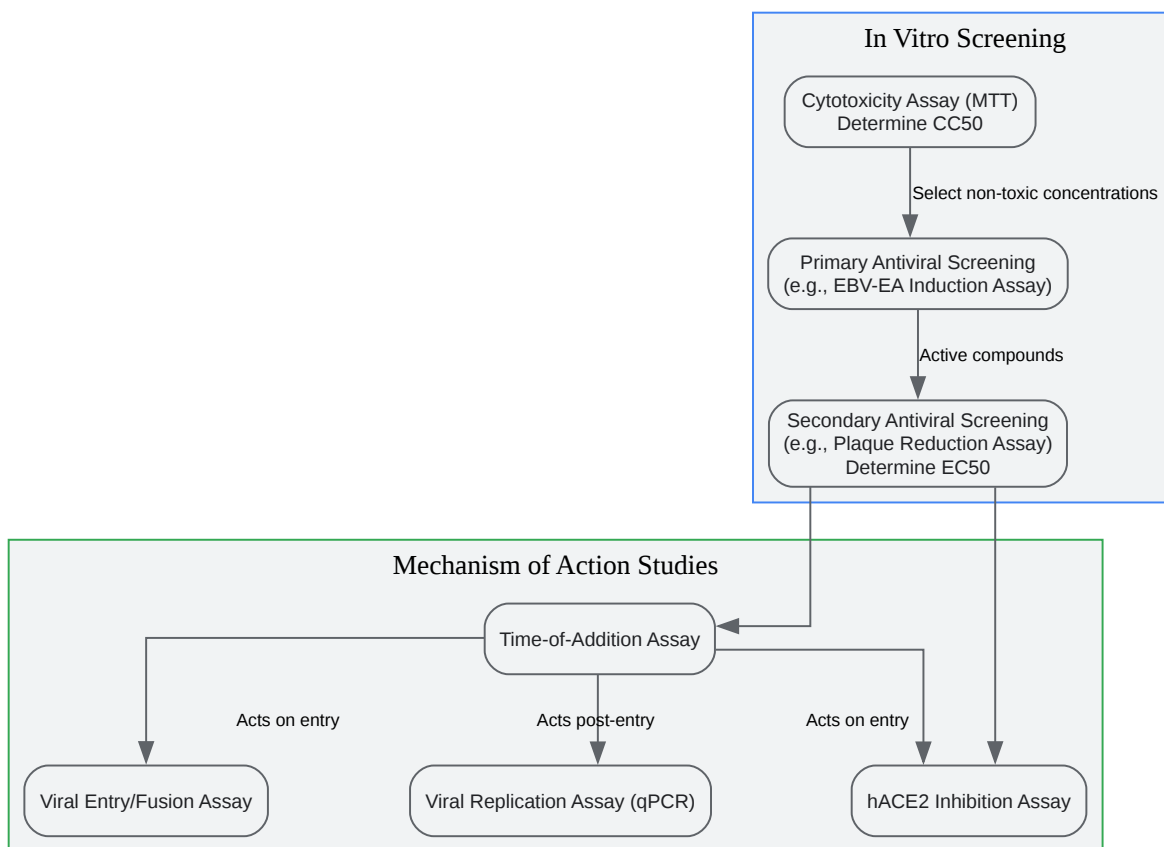 In Vitro Screening
Cytotoxicity Assay (MTT)
Determine CC50
Select non-toxic concentrations
Primary Antiviral Screening
(e.g., EBV-EA Induction Assay)
Active compounds
Secondary Antiviral Screening
(e.g., Plaque Reduction Assay)
Determine EC50
Mechanism of Action Studies
Time-of-Addition Assay
Acts on entry
Acts post-entry
Acts on entry
Viral Entry/Fusion Assay
Viral Replication Assay (qPCR)
hACE2 Inhibition Assay